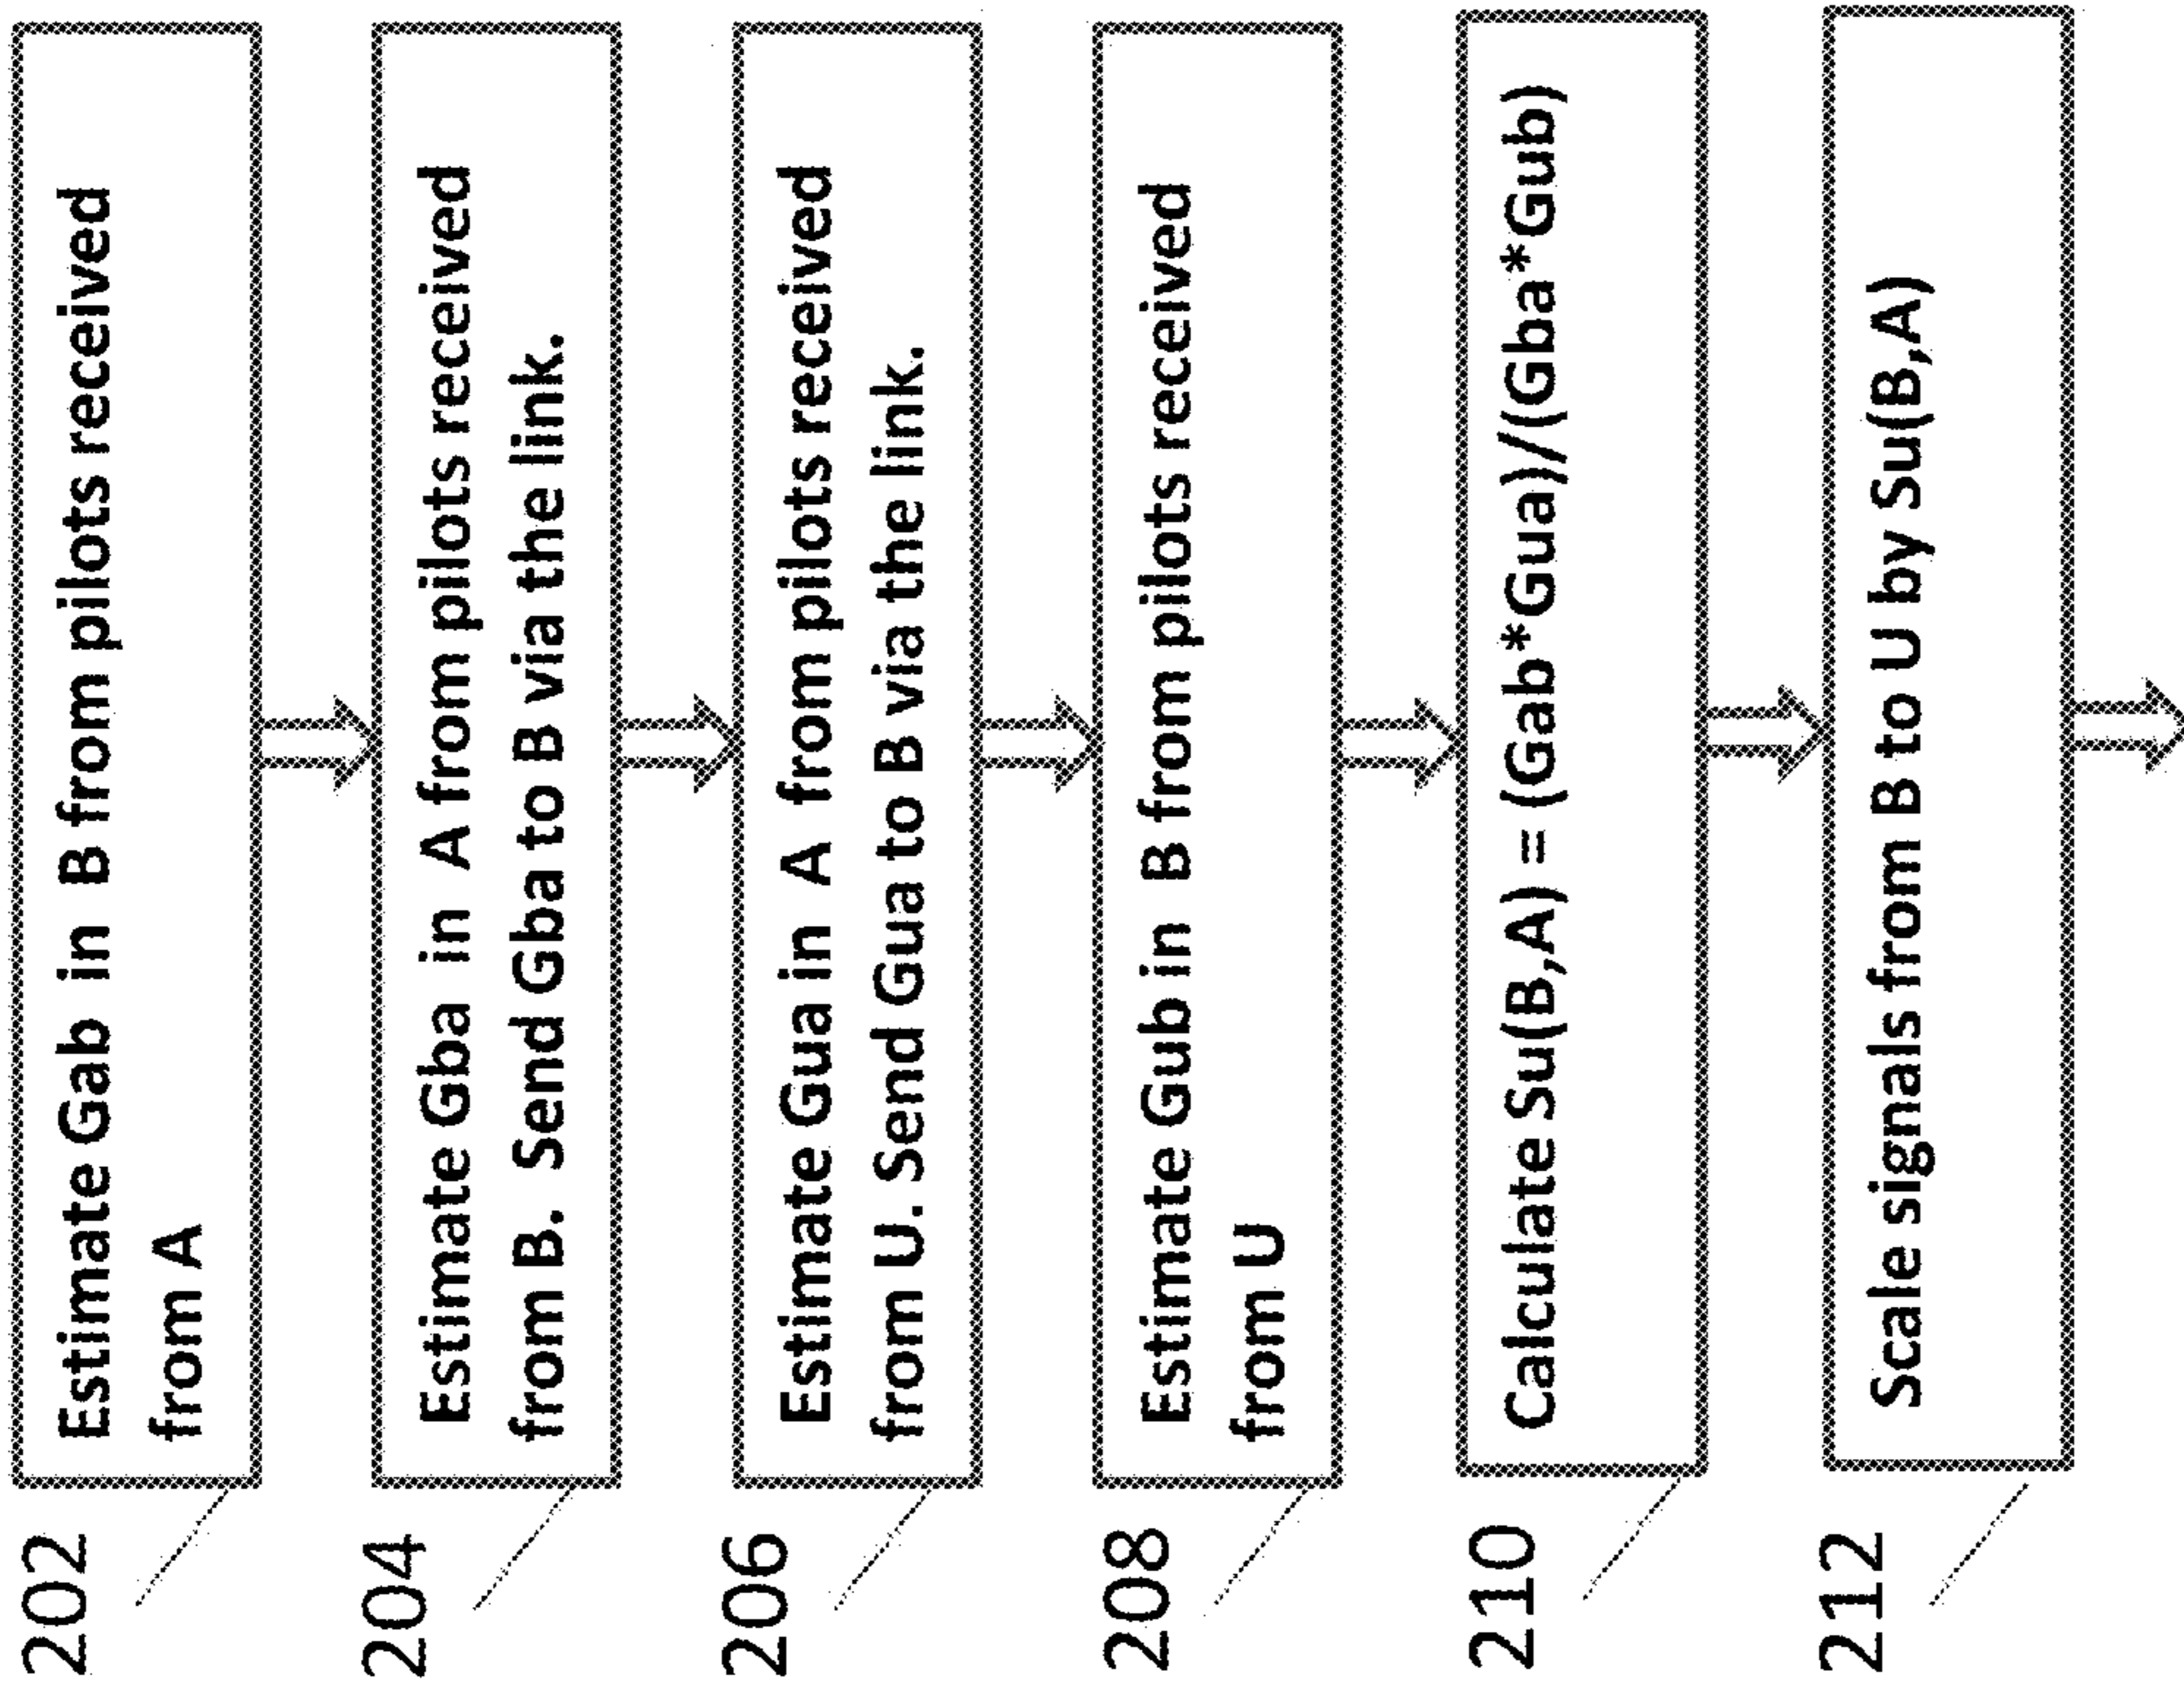 202
Estimate Gab in B from pilots received
from A
204
Estimate Gba in A from pilots received
from B. Send Gba to B via the link.
206
Estimate Gua in A from pilots received
from U. Send Gua to B via the link.
208
Estimate Gub in B from pilots received
from U
210
Calculate Su(B,A) = (Gab*Gua)/(Gba*Gub)
212
Scale signals from B to U by Su(B,A)